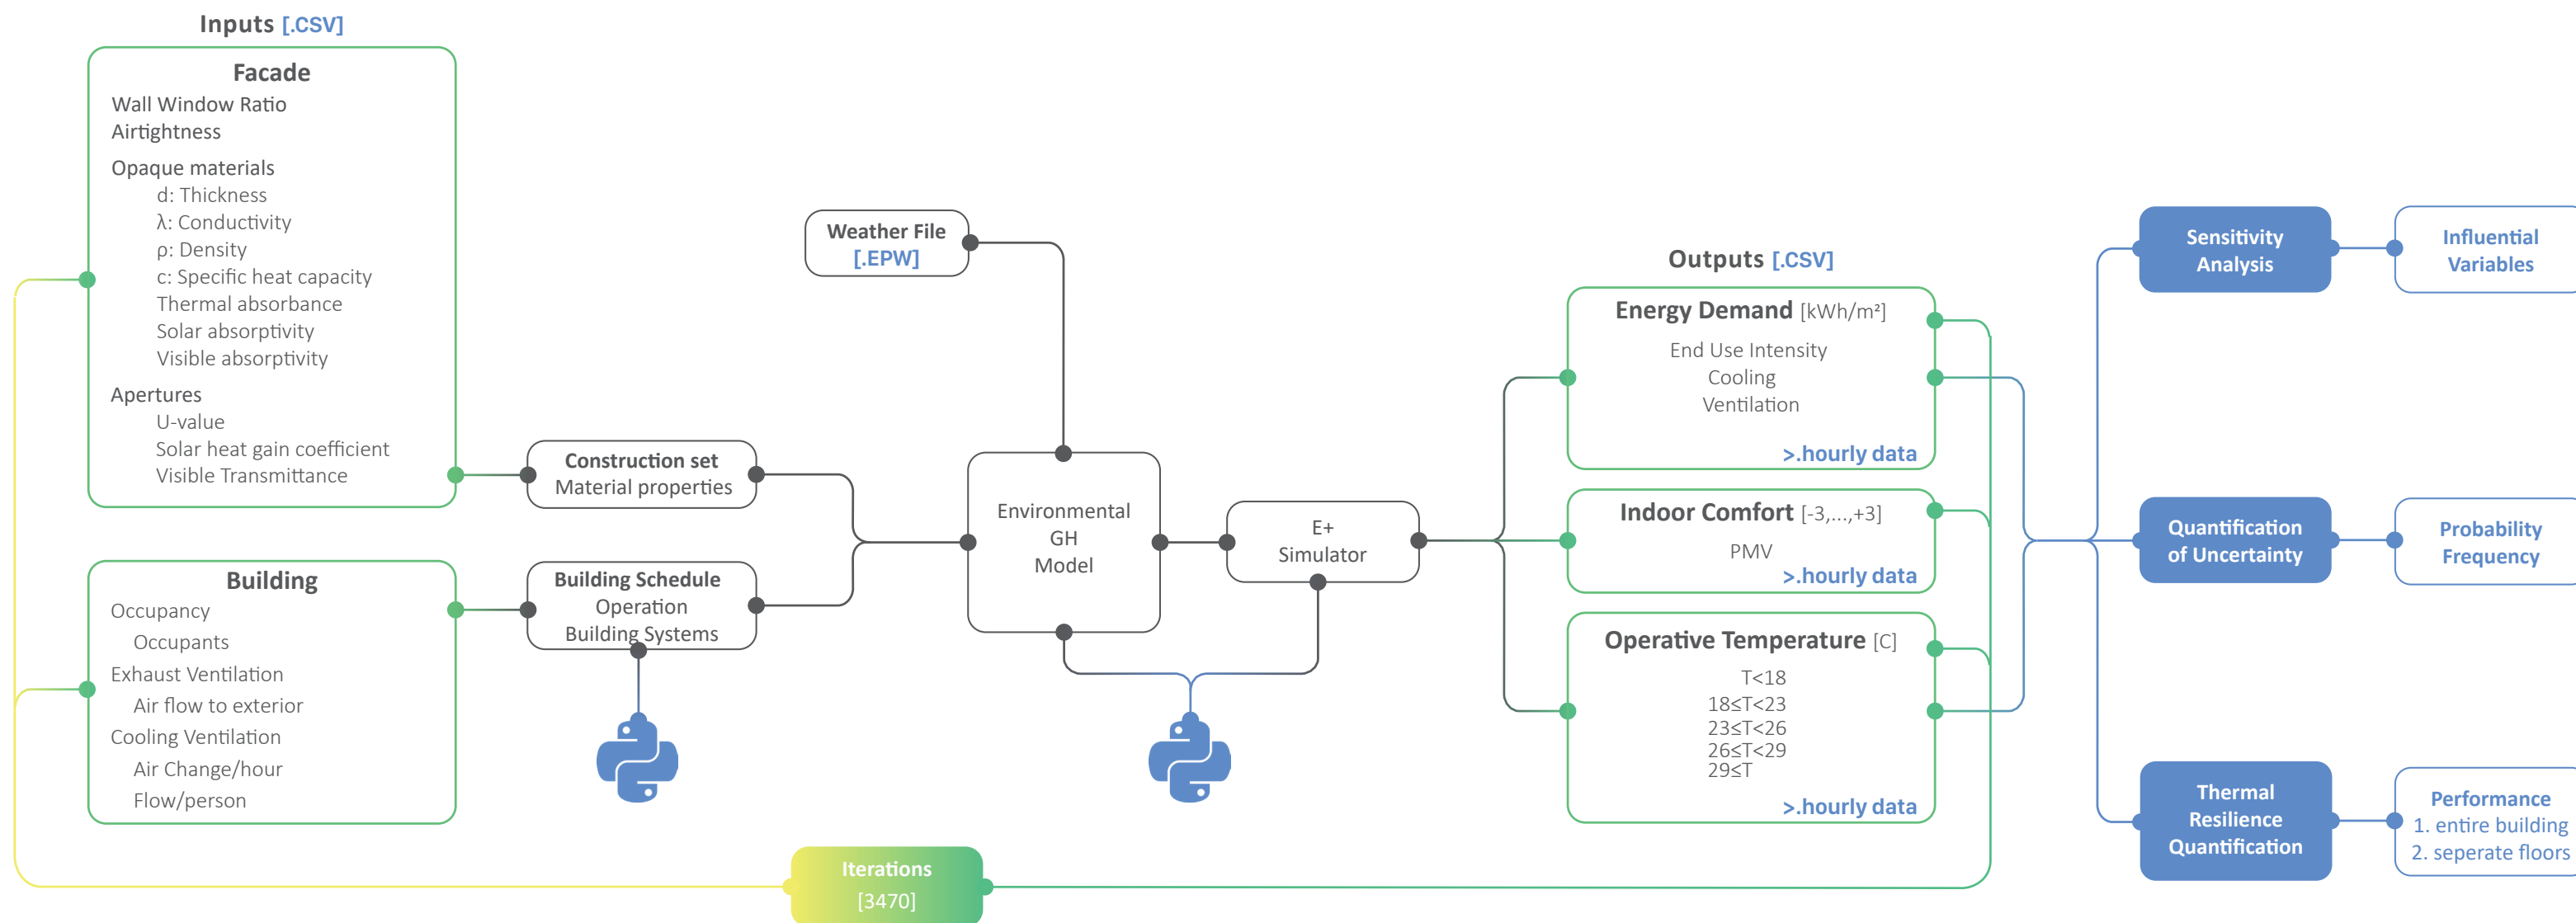 Inputs [.CSV]
Facade
Wall Window Ratio
Airtightness
Opaque materials
d: Thickness
λ: Conductivity
ρ: Density
c: Specific heat capacity
Thermal absorbance
Solar absorptivity
Visible absorptivity
Apertures
U-value
Solar heat gain coefficient
Visible Transmittance
Building
Occupancy
Occupants
Exhaust Ventilation
Air flow to exterior
Cooling Ventilation
Air Change/hour
Flow/person
Construction set
Material properties
Building Schedule
Operation
Building Systems
Weather File
[.EPW]
Environmental
GH
Model
E+
Simulator
Iterations
[3470]
Outputs [.CSV]
Energy Demand [kWh/m²]
End Use Intensity
Cooling
Ventilation
>.hourly data
Indoor Comfort [-3,...,+3]
PMV
>.hourly data
Operative Temperature [C]
T<18
18≤T<23
23≤T<26
26≤T<29
29≤T
>.hourly data
Sensitivity
Analysis
Influential
Variables
Quantification
of Uncertainty
Probability
Frequency
Thermal
Resilience
Quantification
Performance
1. entire building
2. seperate floors